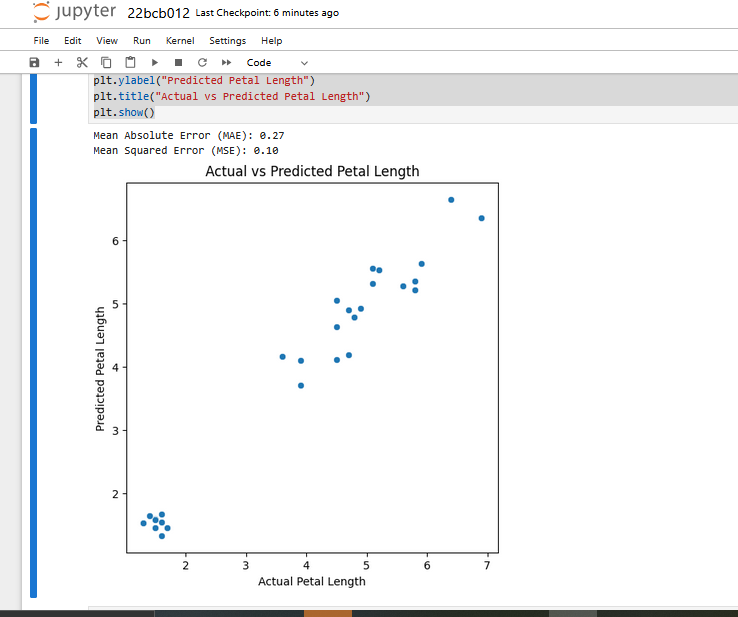 jupyter 22bcb012 Last Checkpoint: 6 minutes ago
File Edit View Run Kernel Settings Help
Code
plt.ylabel("Predicted Petal Length")
plt.title("Actual vs Predicted Petal Length")
plt.show()
Mean Absolute Error (MAE): 0.27
Mean Squared Error (MSE): 0.10
Actual vs Predicted Petal Length
6
5
4
3
2
Predicted Petal Length
2 3 4 5 6 7
Actual Petal Length